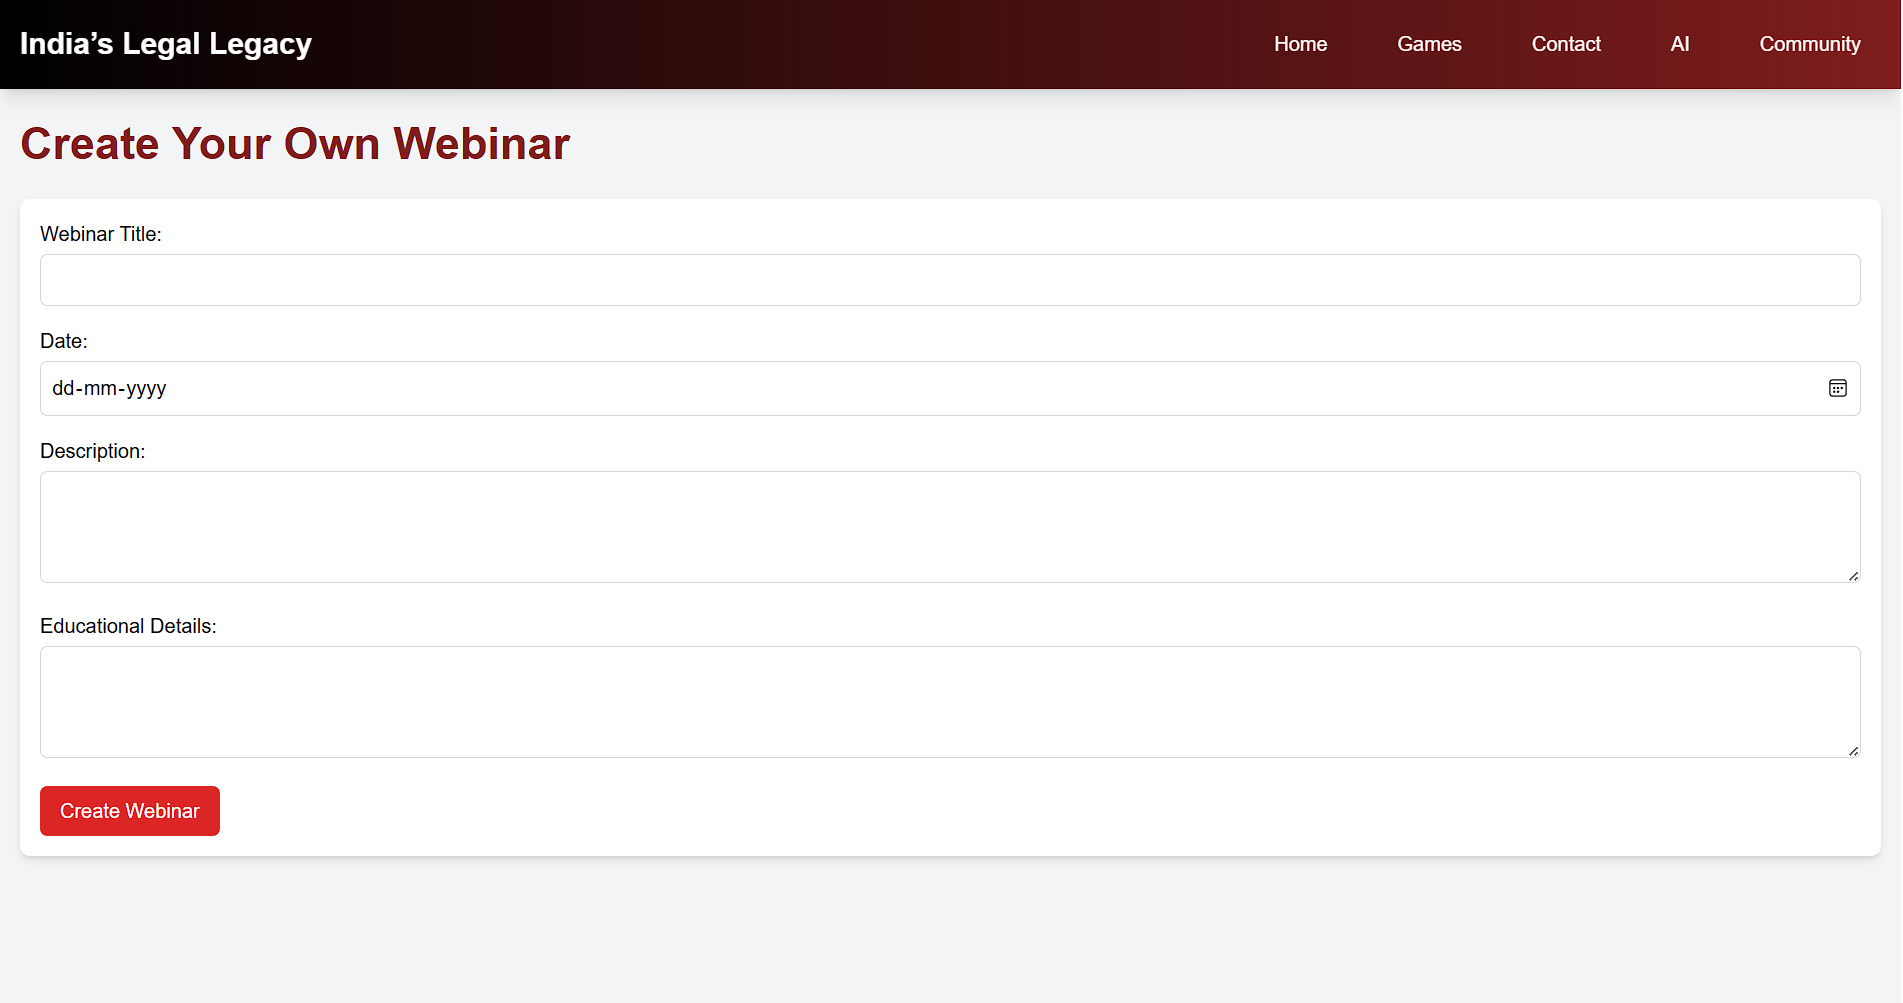 India’s Legal Legacy
Home Games Contact AI Community
Create Your Own Webinar
Webinar Title:
Date:
dd-mm-yyyy
Description:
Educational Details:
Create Webinar